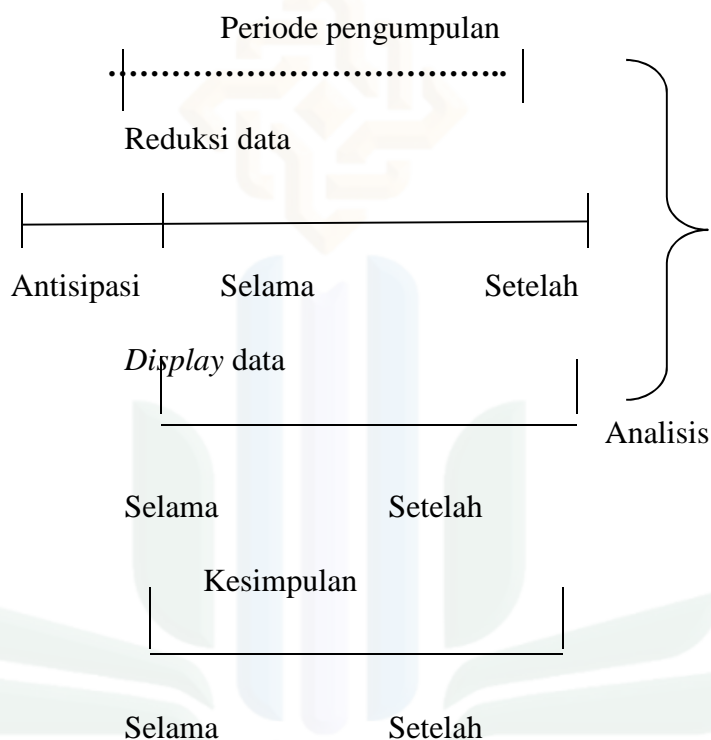 Periode pengumpulan
Reduksi data
Antisipasi Selama Setelah
Display data
Analisis
Selama Setelah
Kesimpulan
Selama Setelah